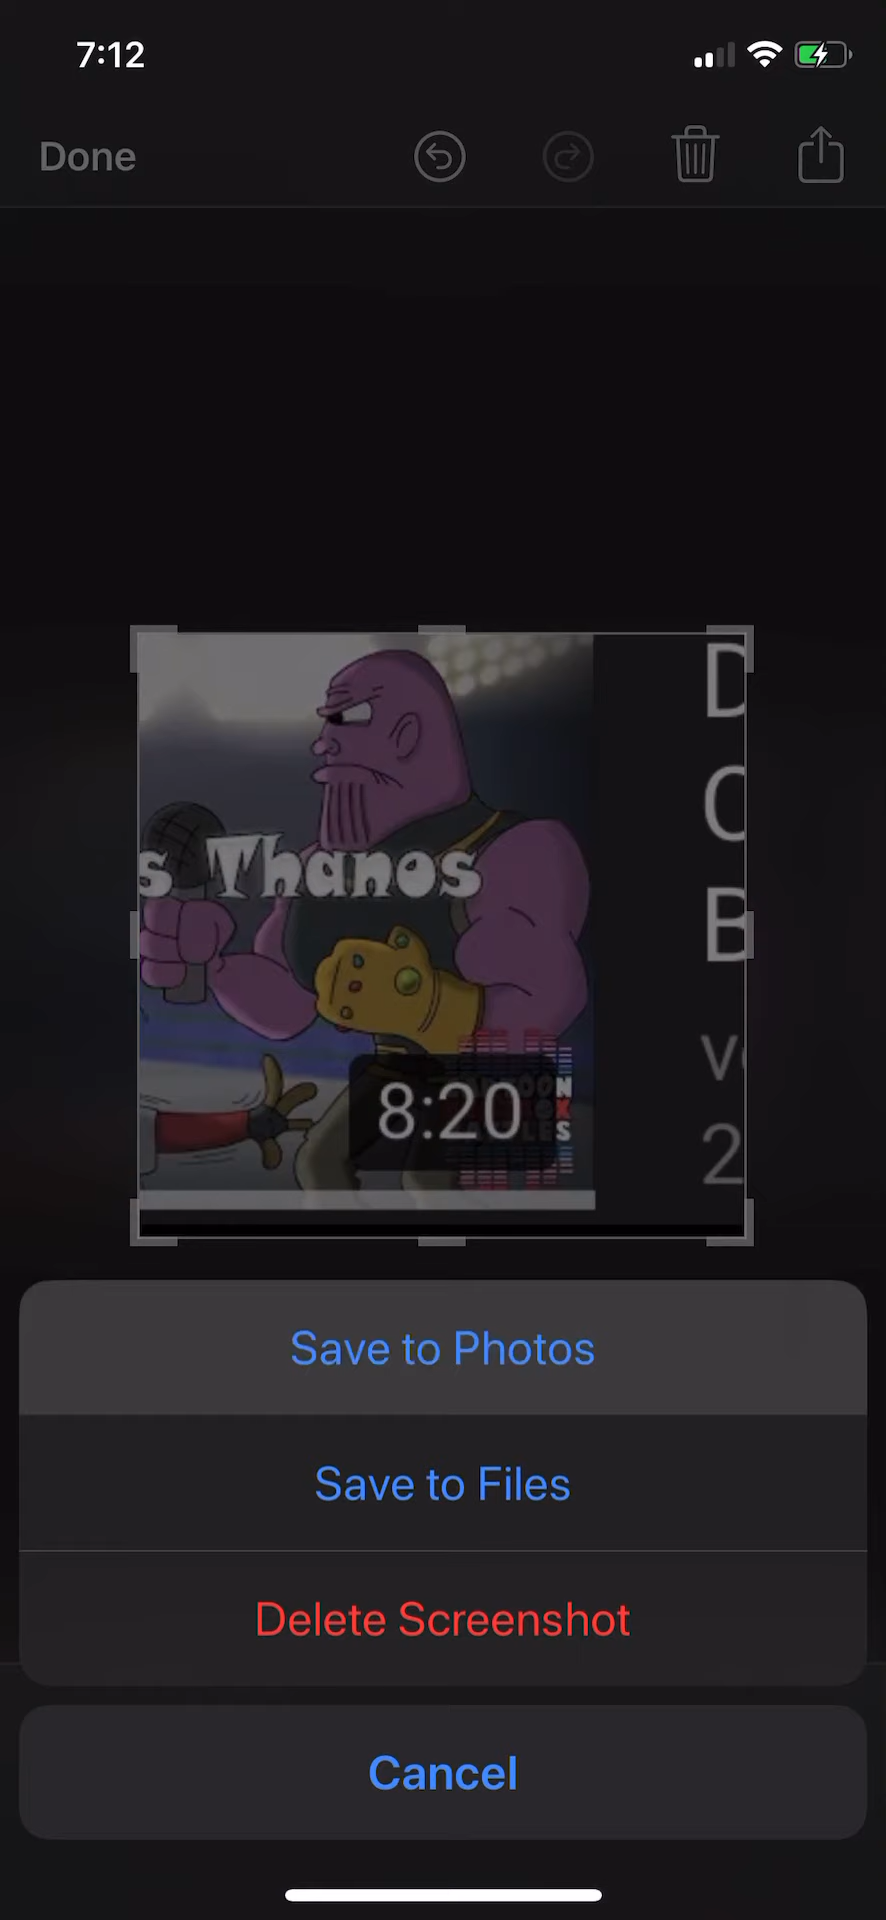 7:12
Done
D
C
B
s Thanos
8:20
2
Save to Photos
Save to Files
Delete Screenshot
Cancel